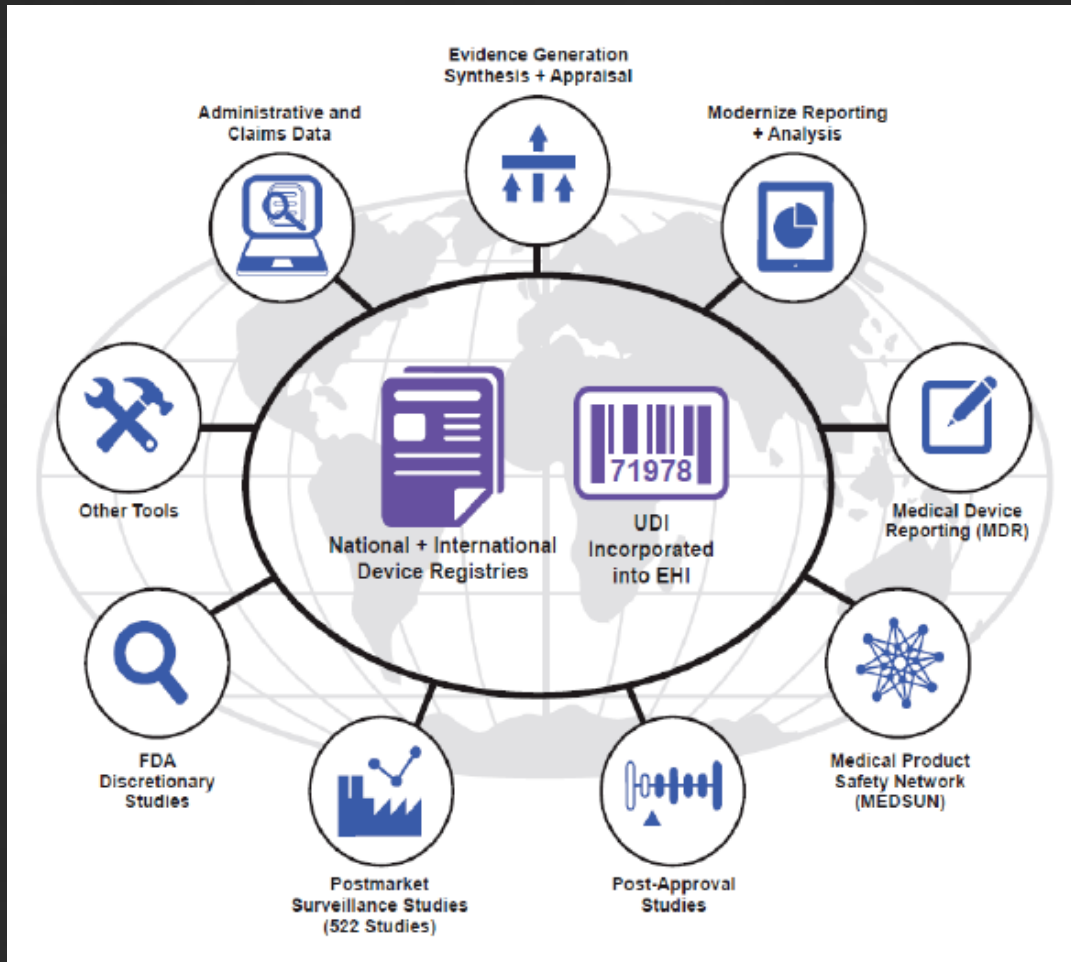 Evidence Generation
Synthesis + Appraisal
Administrative and
Claims Data
Modernize Reporting
+ Analysis
Other Tools
71978
National + International
Device Registries
UDI
Incorporated
into EHI
Medical Device
Reporting (MDR)
FDA
Discretionary
Studies
Medical Product
Safety Network
(MEDSUN)
Postmarket
Surveillance Studies
(522 Studies)
Post-Approval
Studies